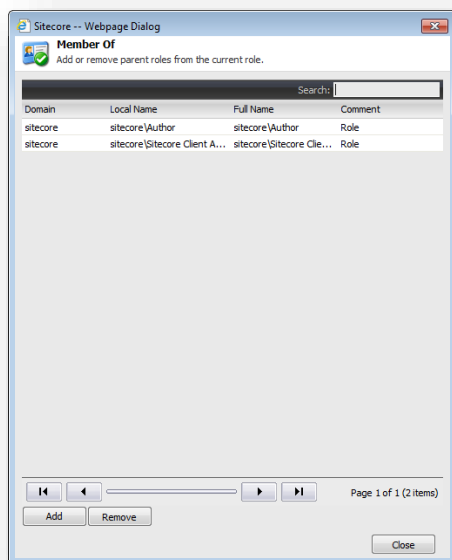 Sitecore -- Webpage Dialog
Member Of
Add or remove parent roles from the current role.
Search:
Domain Local Name Full Name Comment
sitecore sitecore\Author sitecore\Author Role
sitecore sitecore\Sitecore Client A... sitecore\Sitecore Clie... Role
Page 1 of 1 (2 items)
Add Remove
Close